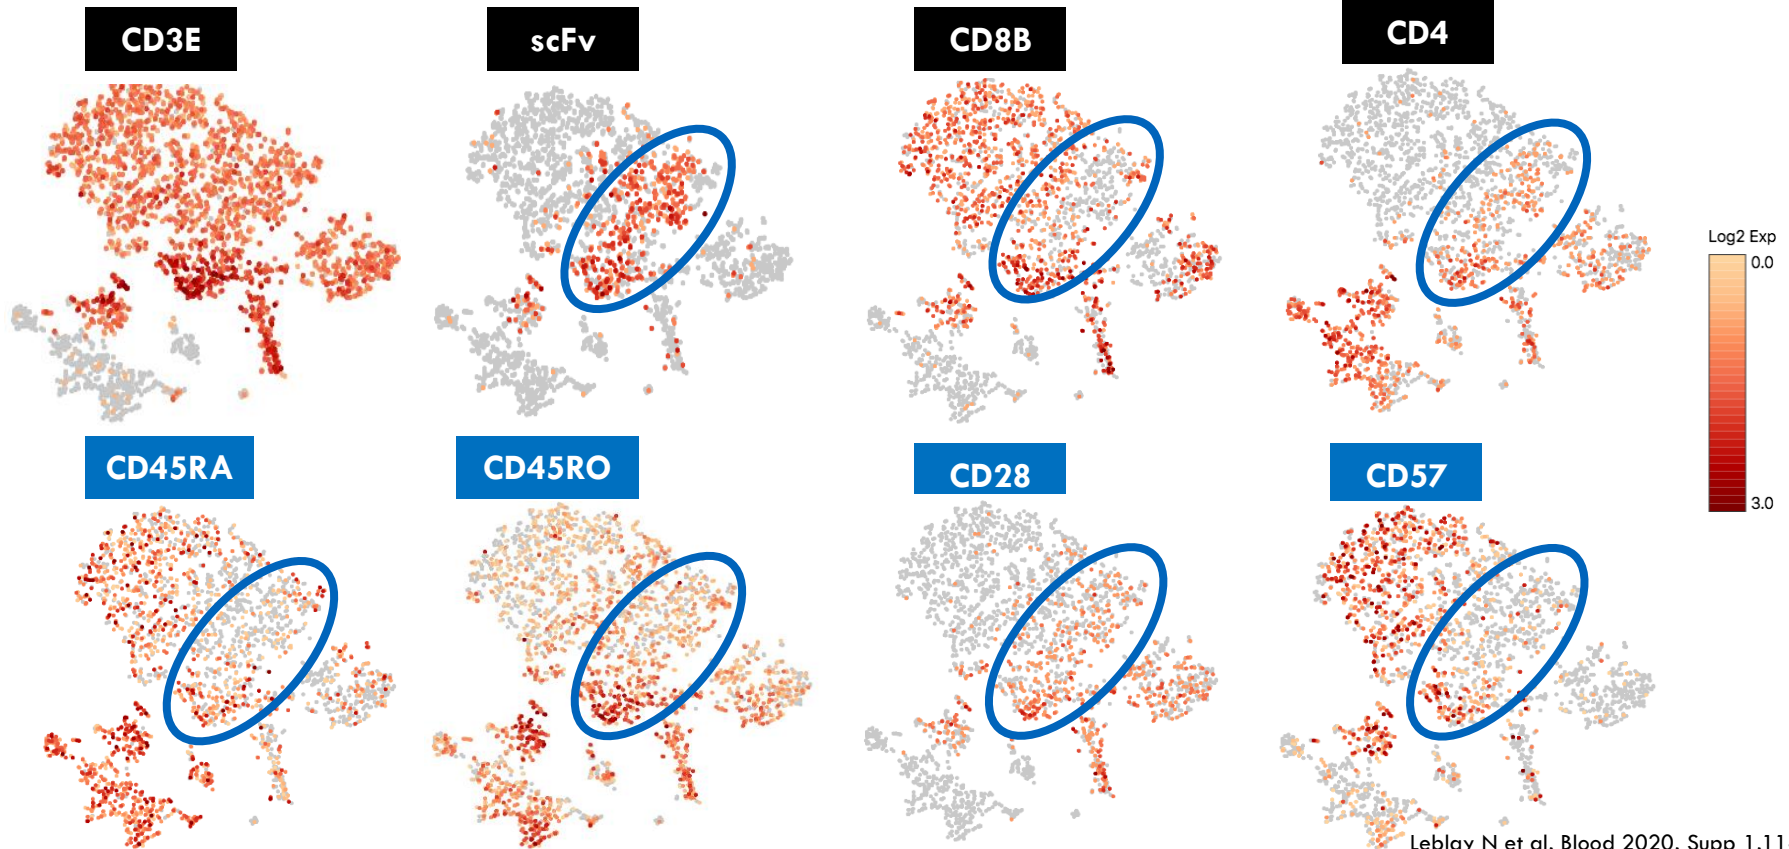 CD3E
scFv
CD8B
CD4
Log2 Exp
0.0
3.0
CD45RA
CD45RO
CD28
CD57
Leblay N et al. Blood 2020. Supp 1.11